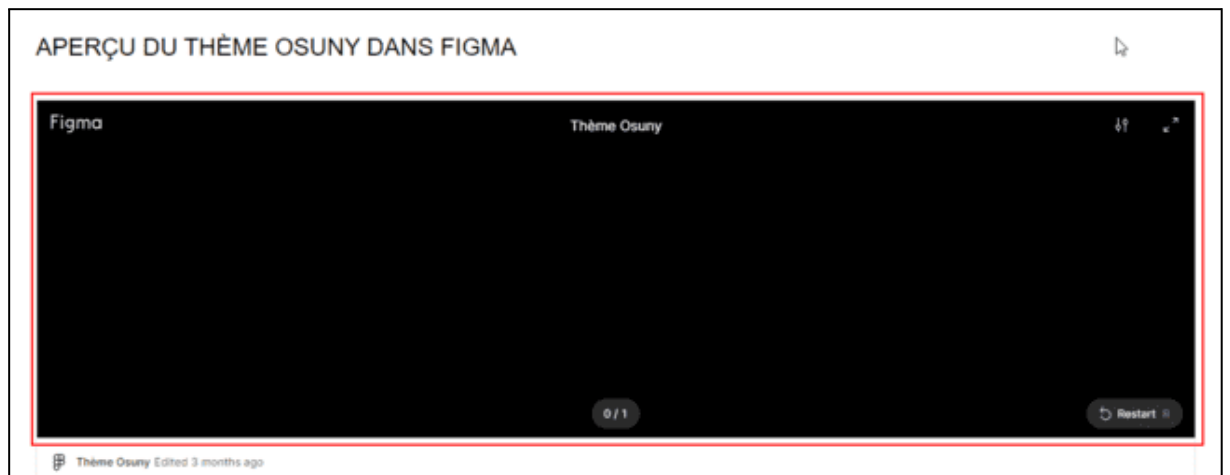 APERÇU DU THÈME OSUNY DANS FIGMA
Figma
Thème Osuny
0 / 1
Restart R
Thème Osuny Edited 3 months ago